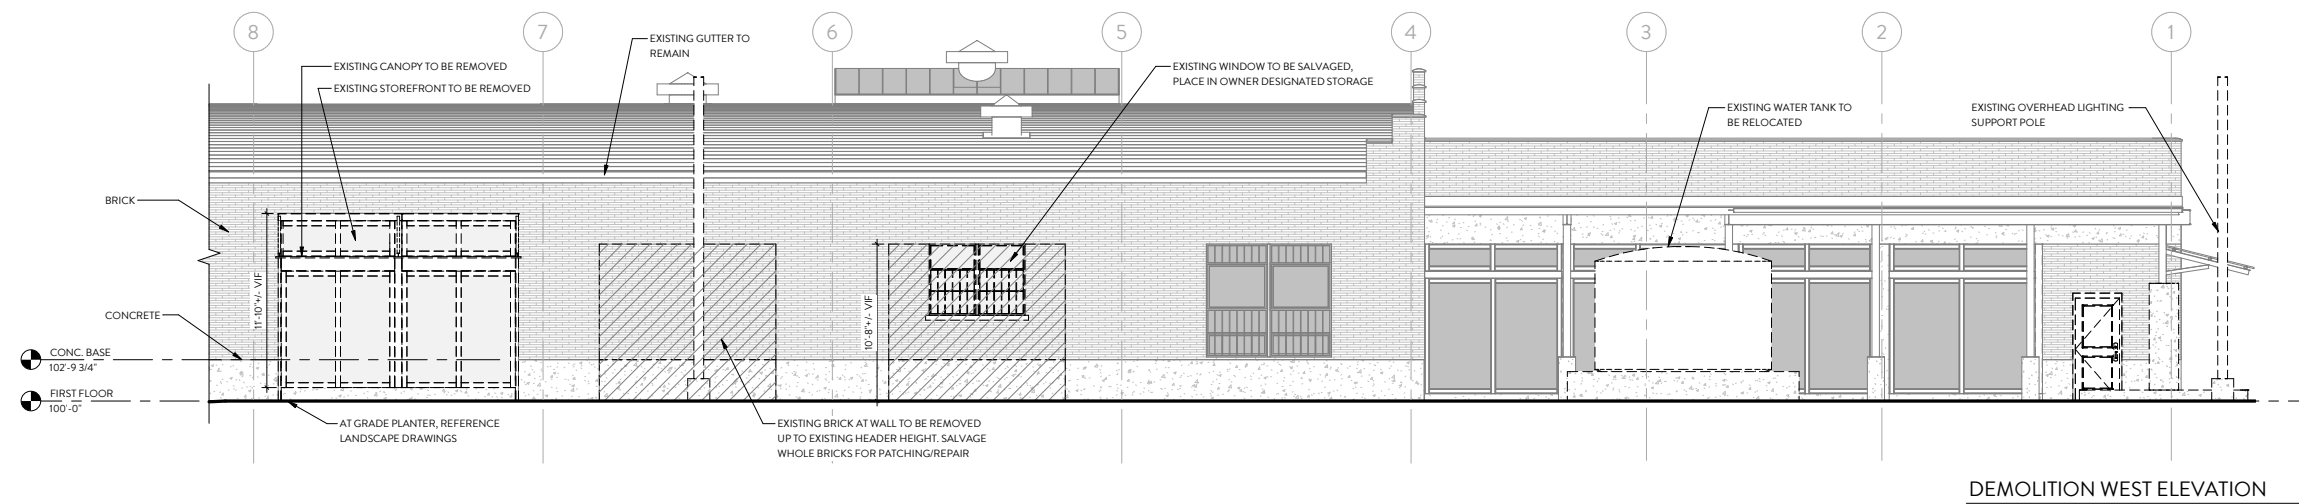 8 7 6 5 4 3 2 1
EXISTING GUTTER TO
REMAIN
EXISTING CANOPY TO BE REMOVED
EXISTING STOREFRONT TO BE REMOVED
EXISTING WINDOW TO BE SALVAGED,
PLACE IN OWNER DESIGNATED STORAGE
EXISTING WATER TANK TO
BE RELOCATED
EXISTING OVERHEAD LIGHTING
SUPPORT POLE
BRICK
11'-10"+/- VIF
10'-8"+/- VIF
CONCRETE
CONC. BASE
102'-9 3/4"
FIRST FLOOR
100'-0"
AT GRADE PLANTER, REFERENCE
LANDSCAPE DRAWINGS
EXISTING BRICK AT WALL TO BE REMOVED
UP TO EXISTING HEADER HEIGHT. SALVAGE
WHOLE BRICKS FOR PATCHING/REPAIR
DEMOLITION WEST ELEVATION